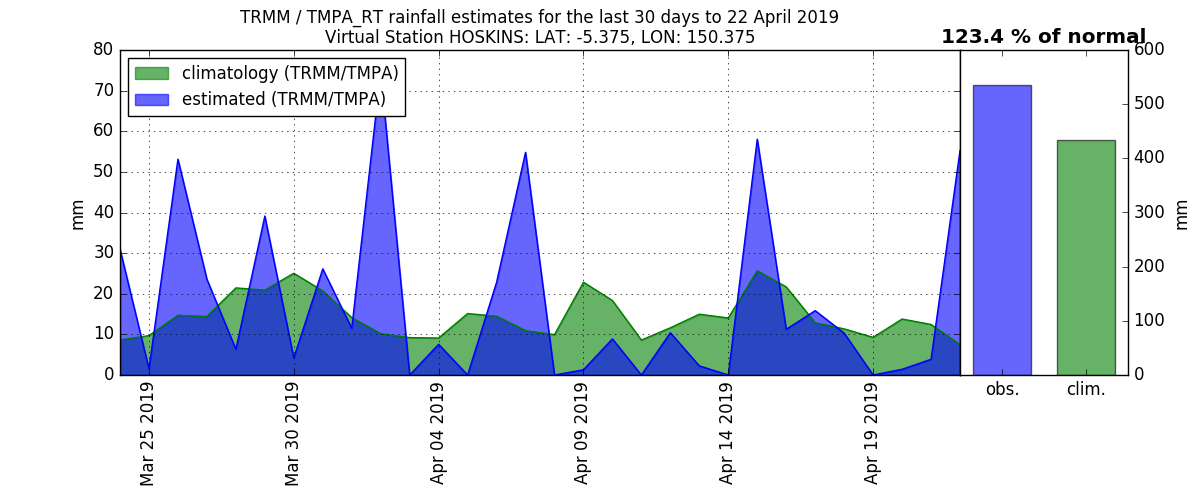 TRMM / TMPA_RT rainfall estimates for the last 30 days to 22 April 2019
Virtual Station HOSKINS: LAT: -5.375, LON: 150.375
123.4 % of normal
climatology (TRMM/TMPA)
estimated (TRMM/TMPA)
80
70
60
50
40
30
20
10
0
mm
Mar 25 2019
Mar 30 2019
Apr 04 2019
Apr 09 2019
Apr 14 2019
Apr 19 2019
obs.
clim.
600
500
400
300
200
100
0
mm